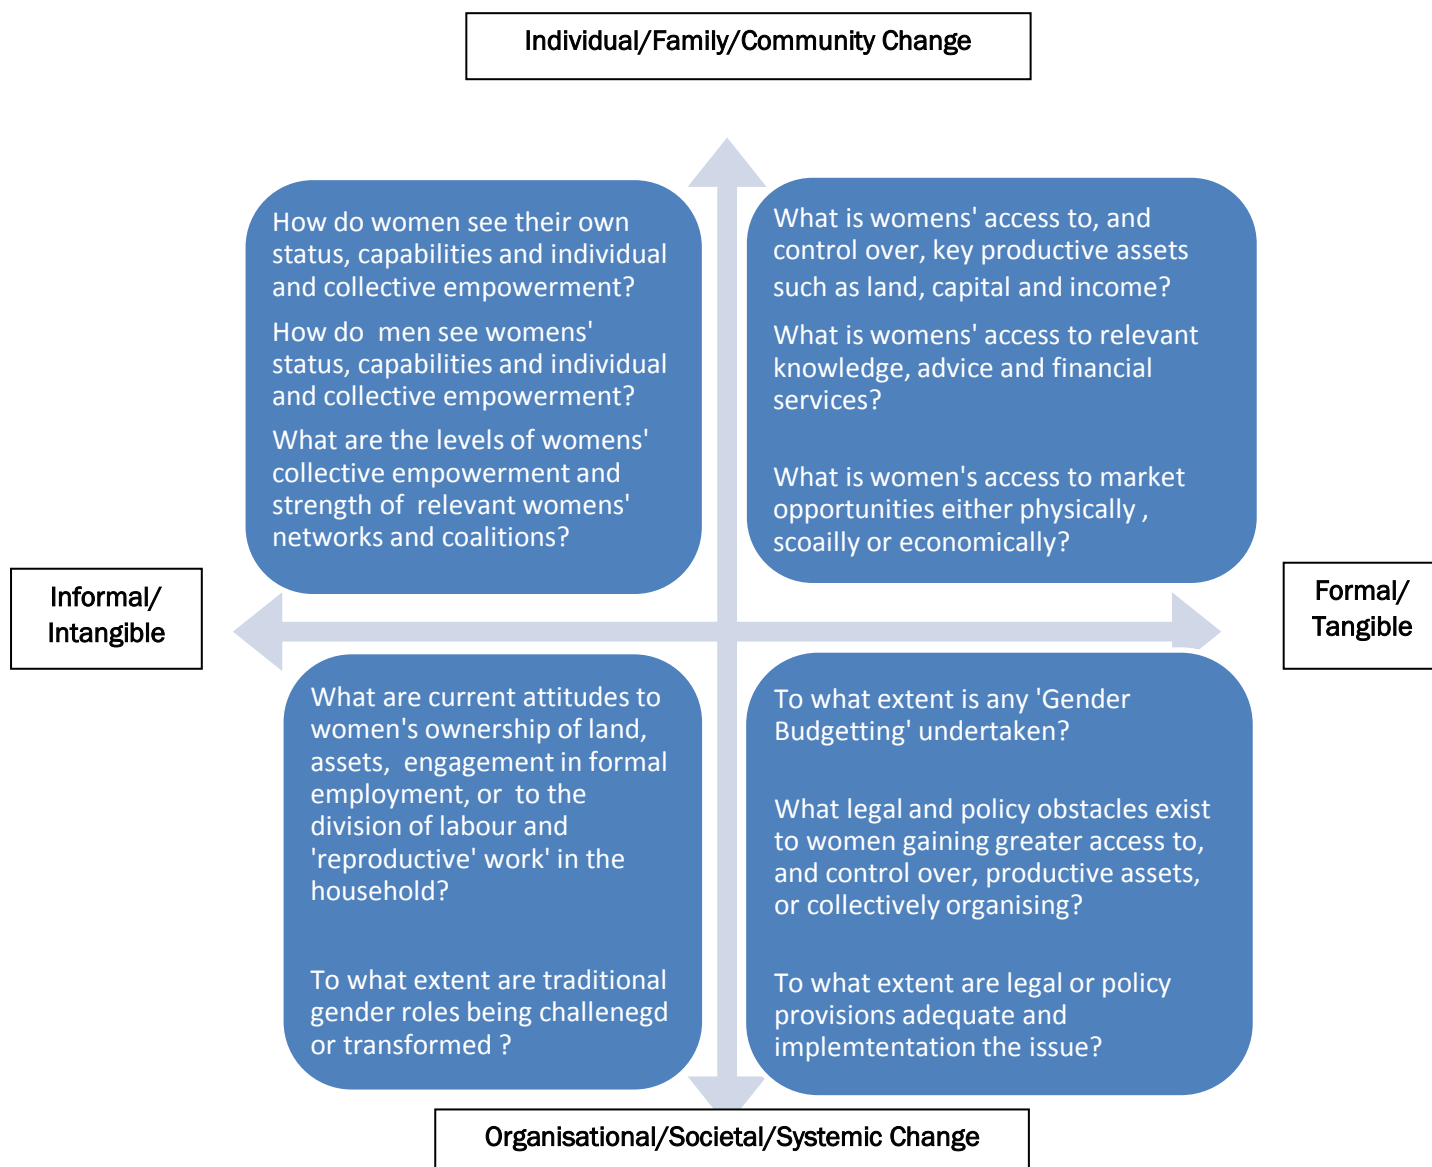 Individual/Family/Community Change
How do women see their own
status, capabilities and individual
and collective empowerment?
How do  men see womens'
status, capabilities and individual
and collective empowerment?
What are the levels of womens'
collective empowerment and
strength of  relevant womens'
networks and coalitions?
What is womens' access to, and
control over, key productive assets
such as land, capital and income?
What is womens' access to relevant
knowledge, advice and financial
services?
What is women's access to market
opportunities either physically ,
scoailly or economically?
Informal/
Intangible
Formal/
Tangible
What are current attitudes to
women's ownership of land,
assets,  engagement in formal
employment, or  to the
division of labour and
'reproductive' work' in the
household?
To what extent are traditional
gender roles being challenegd
or transformed ?
To what extent is any 'Gender
Budgetting' undertaken?
What legal and policy obstacles exist
to women gaining greater access to,
and control over, productive assets,
or collectively organising?
To what extent are legal or policy
provisions adequate and
implemtentation the issue?
Organisational/Societal/Systemic Change